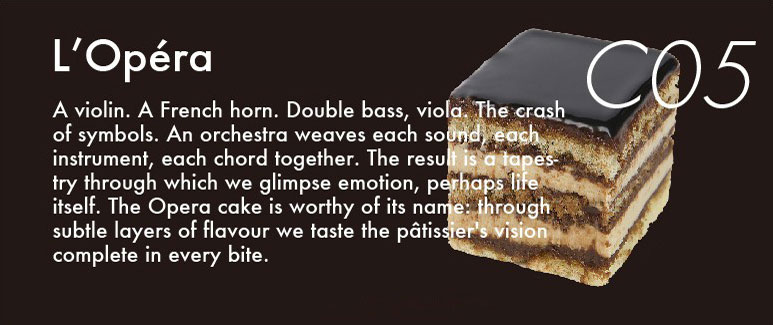 L'Opéra
C05
A violin. A French horn. Double bass, viola. The crash
of symbols. An orchestra weaves each sound, each
instrument, each chord together. The result is a tapes-
try through which we glimpse emotion, perhaps life
itself. The Opera cake is worthy of its name: through
subtle layers of flavour we taste the pâtissier's vision
complete in every bite.